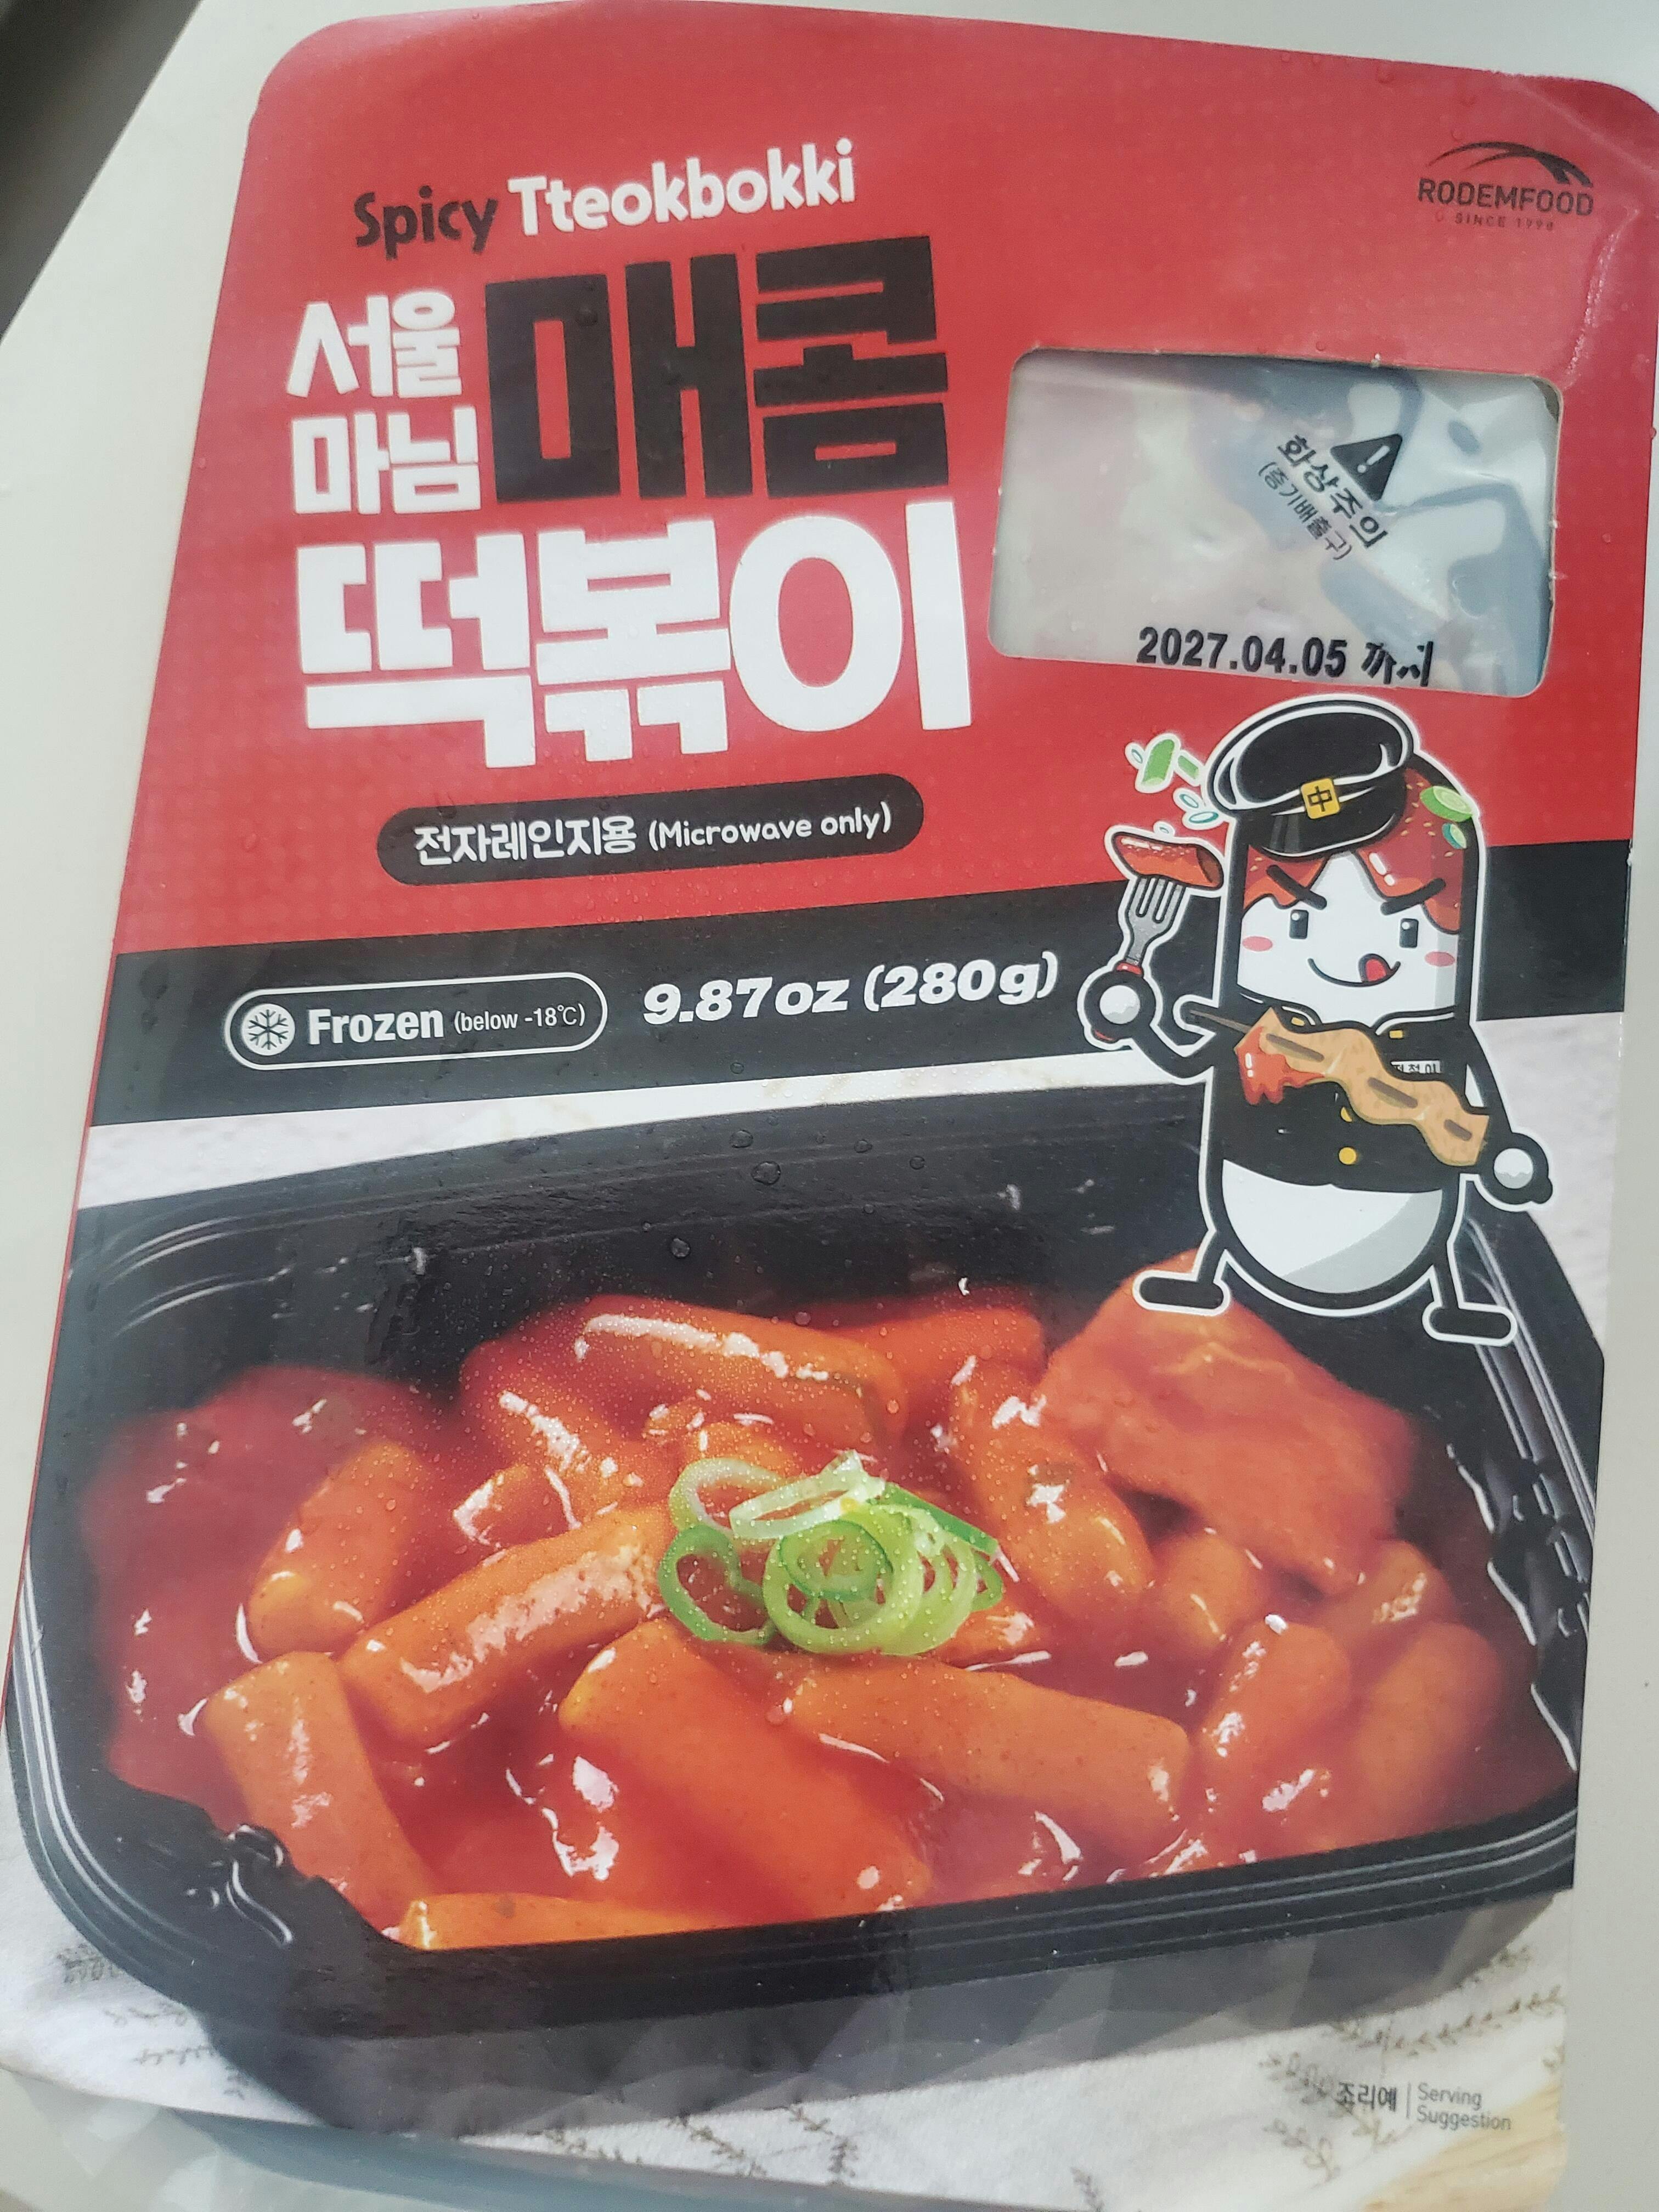 Spicy Tteokbokki
RODEMFOOD
SINCE 1998
서울
마님
매콤
떡볶이
화상주의
(증기배출구)
2027.04.05 까지
전자레인지용 (Microwave only)
中
Frozen (below -18℃)
9.87oz (280g)
조리예
Serving
Suggestion